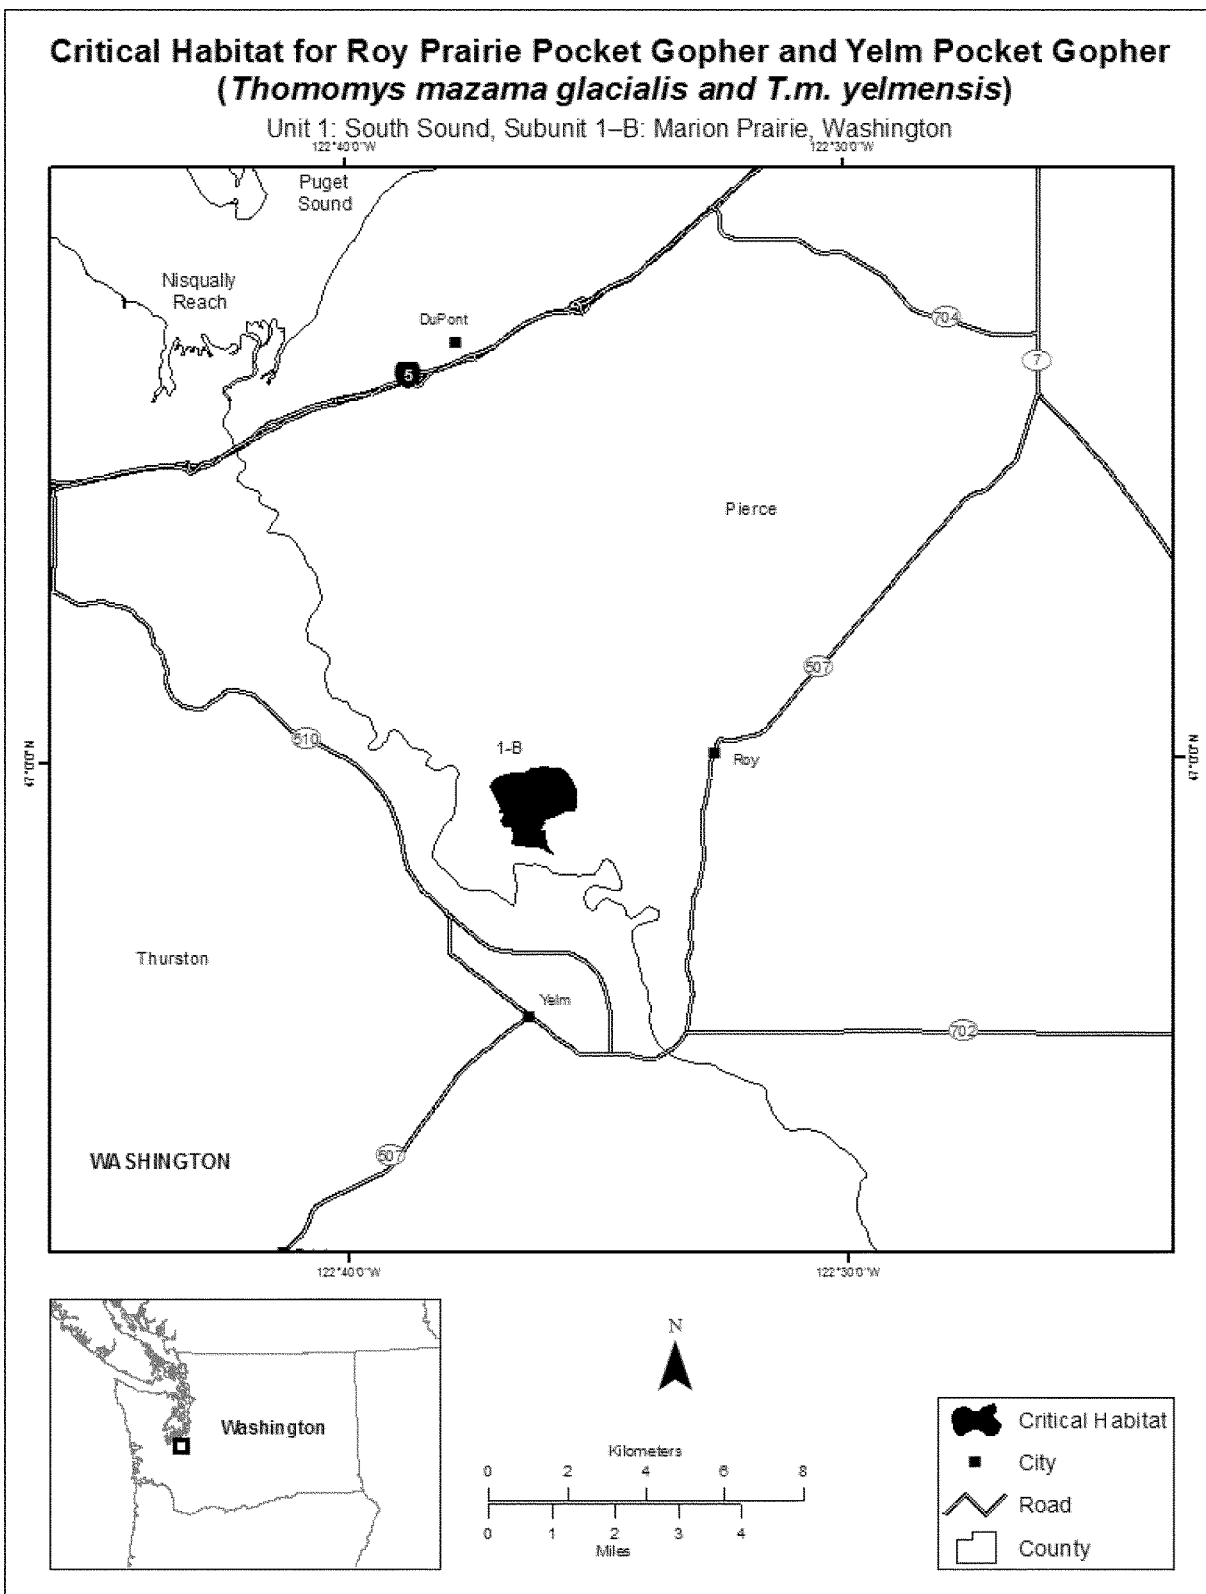 Critical Habitat for Roy Prairie Pocket Gopher and Yelm Pocket Gopher
(Thomomys mazama glacialis and T.m. yelmensis)
Unit 1: South Sound, Subunit 1–B: Marion Prairie, Washington
122°40'0"W
122°30'0"W
Puget
Sound
Nisqually
Reach
DuPont
704
7
5
Pierce
507
510
1-B
Roy
47°0'0"N
47°0'0"N
Thurston
Yelm
702
507
WASHINGTON
122°40'0"W
122°30'0"W
Washington
N
Kilometers
0 2 4 6 8
0 1 2 3 4
Miles
Critical Habitat
City
Road
County